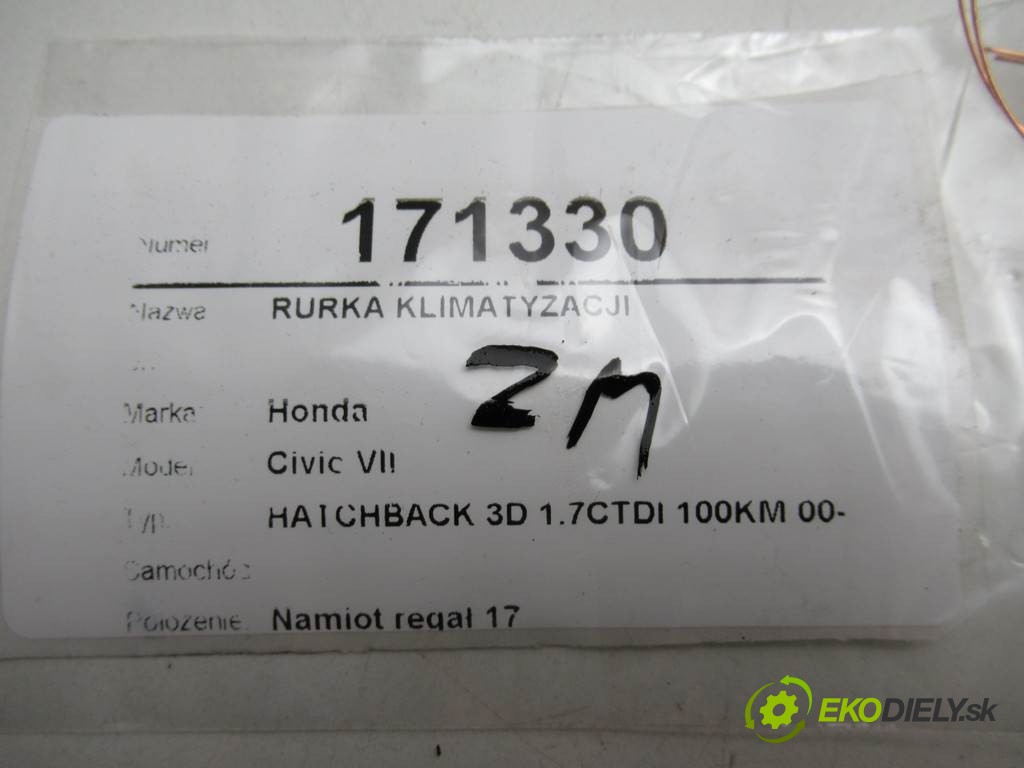 Numer 171330
Nazwa RURKA KLIMATYZACJI
ZM
Marka Honda
Model Civic VII
Typ. HATCHBACK 3D 1.7CTDI 100KM 00-
Samochód
Położenie. Namiot regał 17
EKODIELY.sk